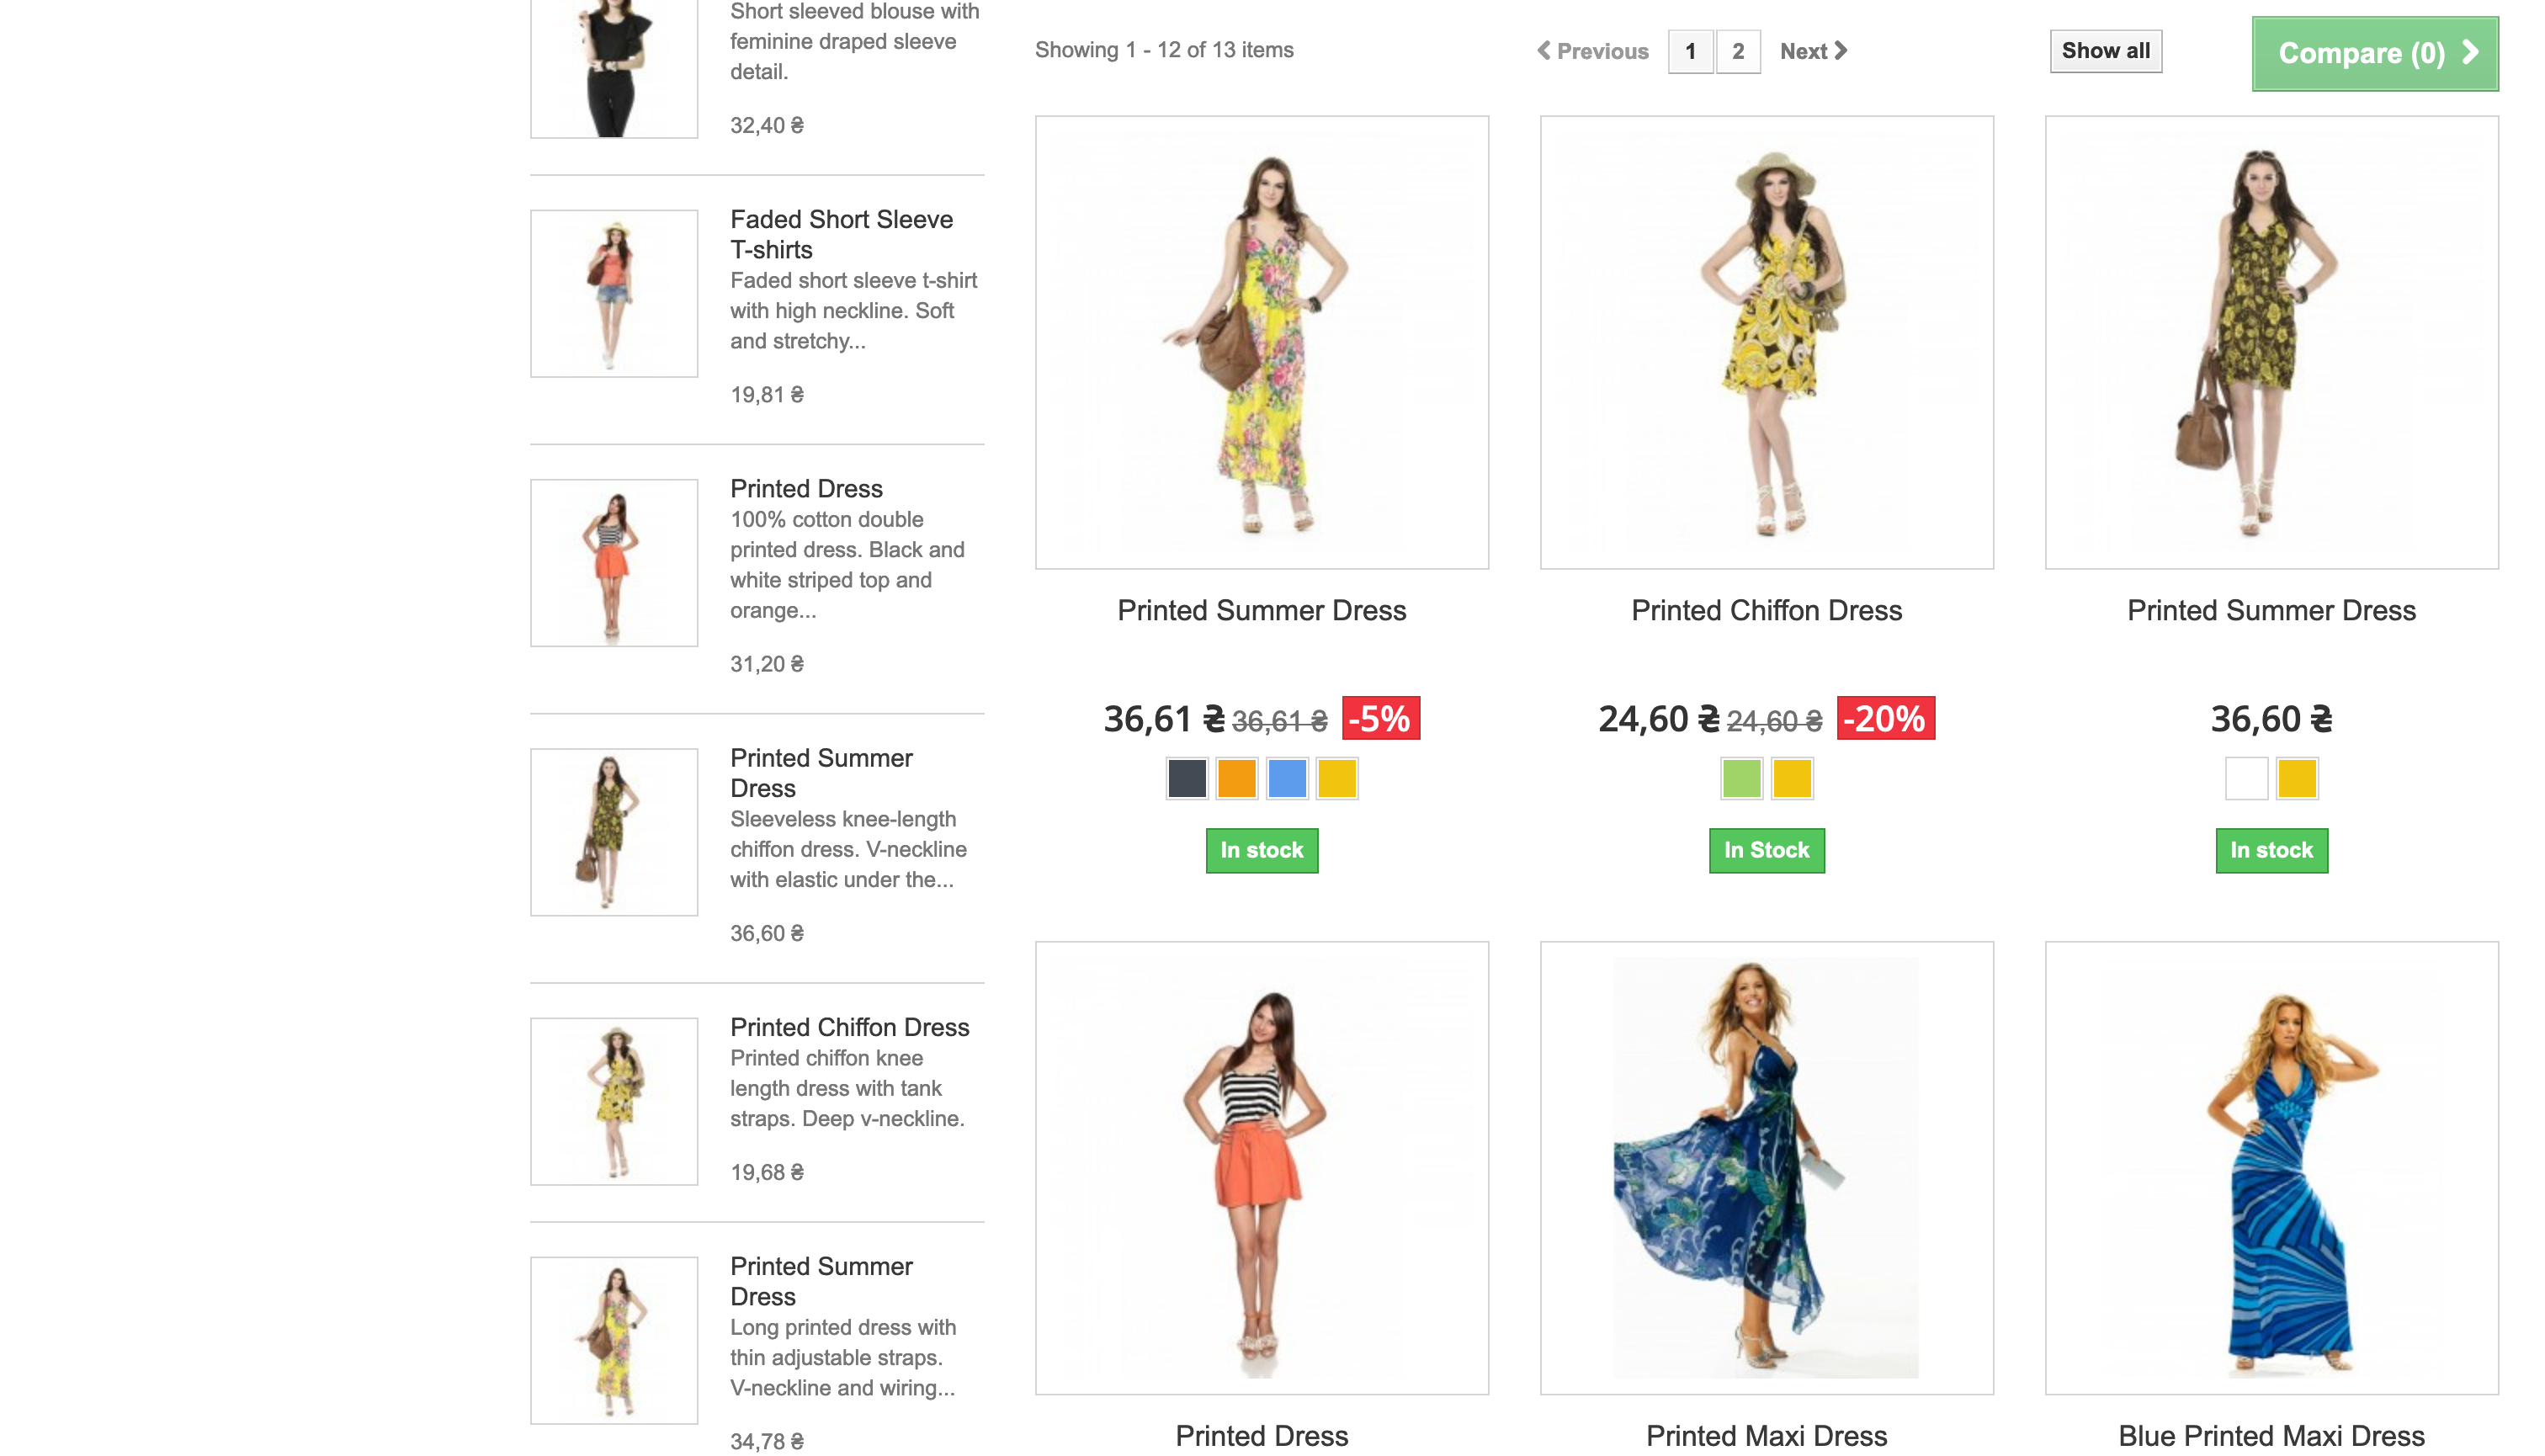 Short sleeved blouse with
feminine draped sleeve
detail.
32,40 ₴
Faded Short Sleeve
T-shirts
Faded short sleeve t-shirt
with high neckline. Soft
and stretchy...
19,81 ₴
Printed Dress
100% cotton double
printed dress. Black and
white striped top and
orange...
31,20 ₴
Printed Summer
Dress
Sleeveless knee-length
chiffon dress. V-neckline
with elastic under the...
36,60 ₴
Printed Chiffon Dress
Printed chiffon knee
length dress with tank
straps. Deep v-neckline.
19,68 ₴
Printed Summer
Dress
Long printed dress with
thin adjustable straps.
V-neckline and wiring...
34,78 ₴
Showing 1 - 12 of 13 items
Previous 1 2 Next
Show all
Compare (0)
Printed Summer Dress
36,61 ₴ 36,61 ₴ -5%
In stock
Printed Chiffon Dress
24,60 ₴ 24,60 ₴ -20%
In Stock
Printed Summer Dress
36,60 ₴
In stock
Printed Dress
Printed Maxi Dress
Blue Printed Maxi Dress